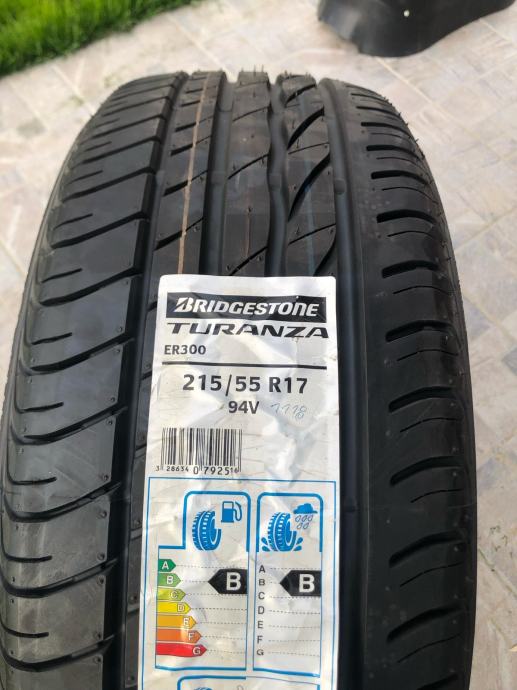 BRIDGESTONE
TURANZA
ER300
215/55 R17
94V 1118
3 286340 792516
A
B
C
D
E
F
G
B
A
B
C
D
E
F
G
B